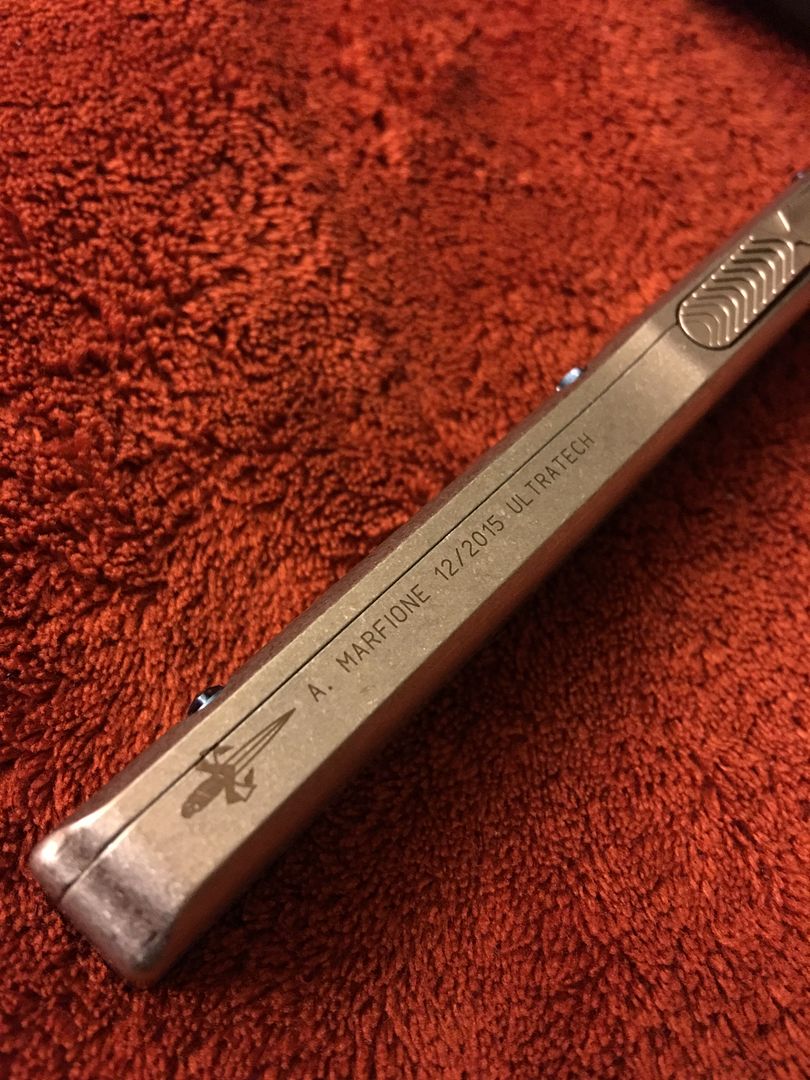 A. MARFIONE 12/2015 ULTRATECH